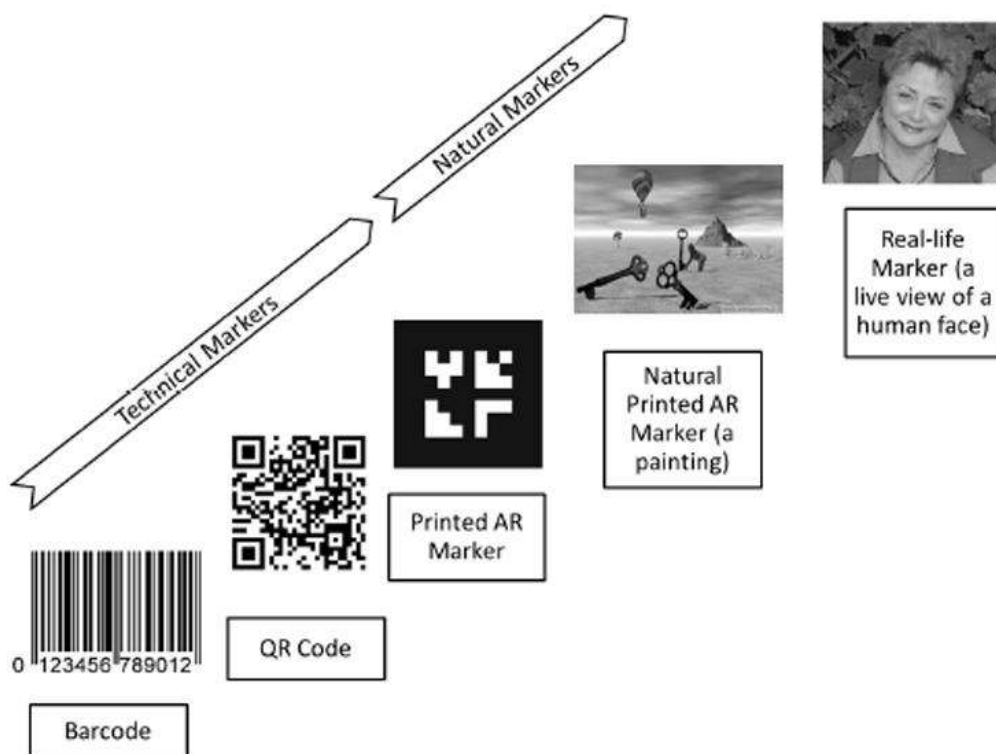 Natural Markers
Technical Markers
Real-life
Marker (a
live view of a
human face)
Natural
Printed AR
Marker (a
painting)
Printed AR
Marker
QR Code
0 123456 789012
Barcode